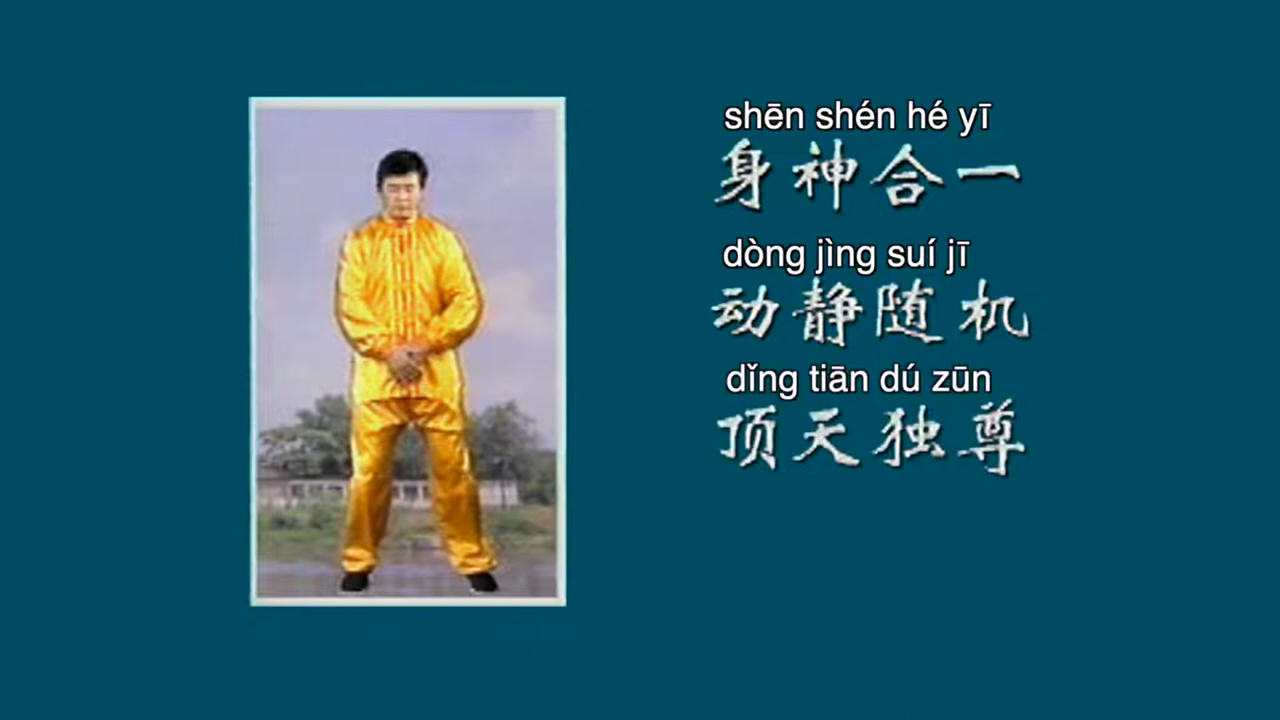 shēn shén hé yī
身神合一
dòng jìng suí jī
动静随机
dǐng tiān dú zūn
顶天独尊